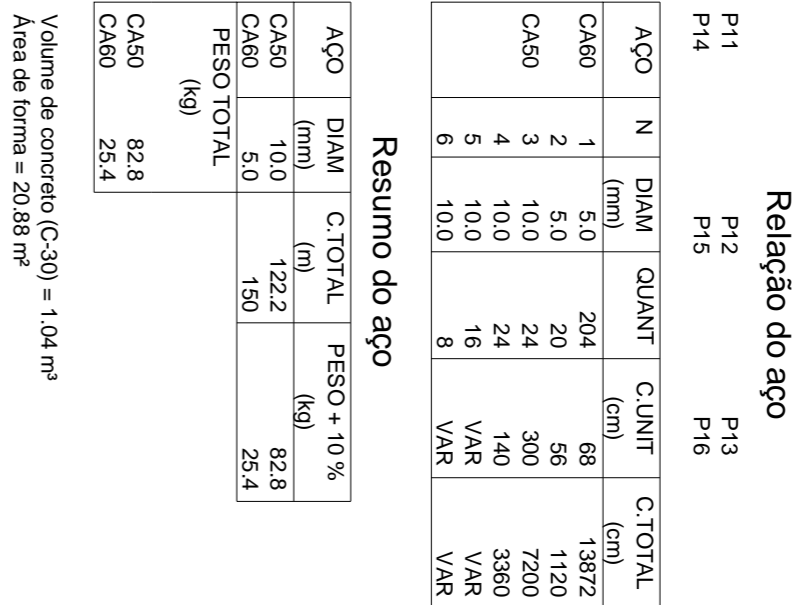 Relação do aço
P11 P12 P13
P14 P15 P16
AÇO N DIAM QUANT C.UNIT C.TOTAL
(mm) (cm) (cm)
CA60 1 5.0 204 68 13872
2 5.0 20 56 1120
CA50 3 10.0 24 300 7200
4 10.0 24 140 3360
5 10.0 16 VAR VAR
6 10.0 8 VAR VAR
Resumo do aço
AÇO DIAM C.TOTAL PESO + 10 %
(mm) (m) (kg)
CA50 10.0 122.2 82.8
CA60 5.0 150 25.4
PESO TOTAL
(kg)
CA50 82.8
CA60 25.4
Volume de concreto (C-30) = 1.04 m³
Área de forma = 20.88 m²